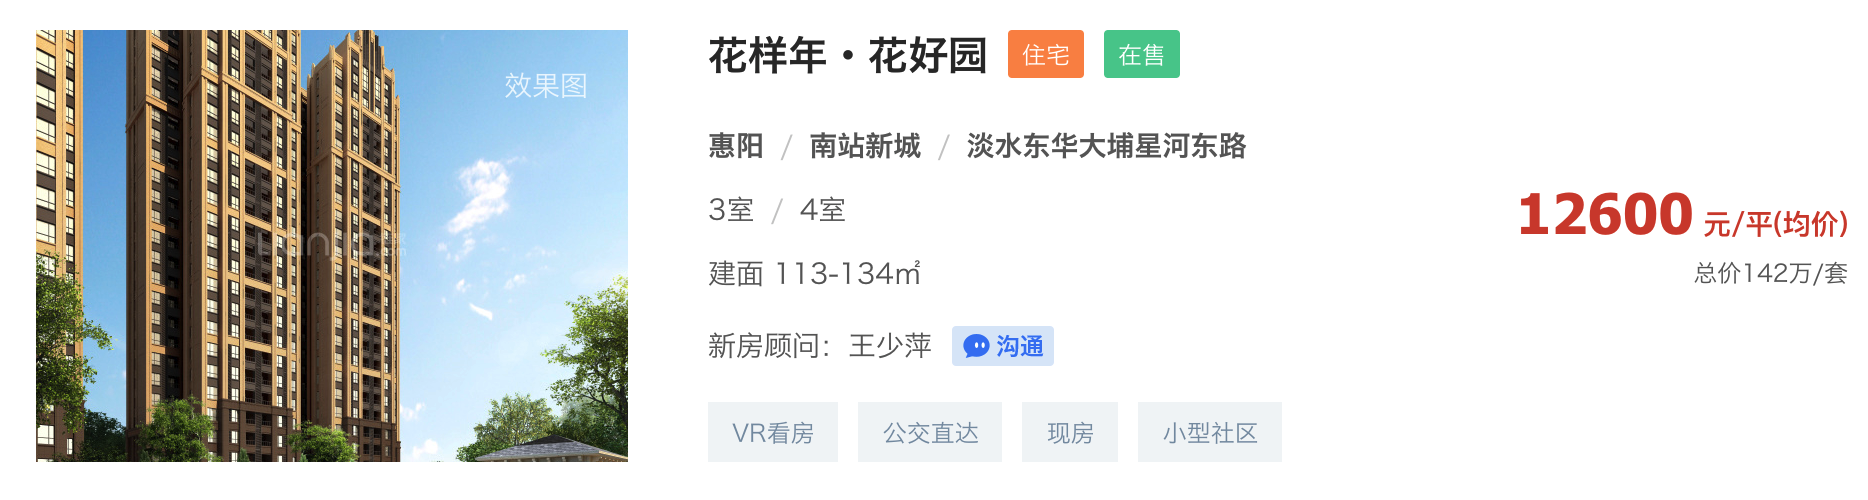 效果图
花样年·花好园 住宅 在售
惠阳 / 南站新城 / 淡水东华大埔星河东路
3室 / 4室
建面 113-134㎡
新房顾问：王少萍 沟通
VR看房 公交直达 现房 小型社区
12600 元/平(均价)
总价142万/套